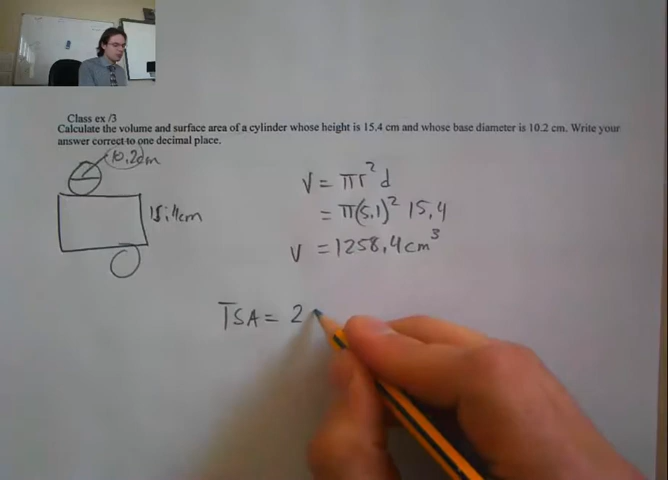 Class ex /3
Calculate the volume and surface area of a cylinder whose height is 15.4 cm and whose base diameter is 10.2 cm. Write your
answer correct to one decimal place.
10,2cm
15,4cm
V = πr²d
= π(5,1)² 15,4
V = 1258,4cm³
TSA = 2